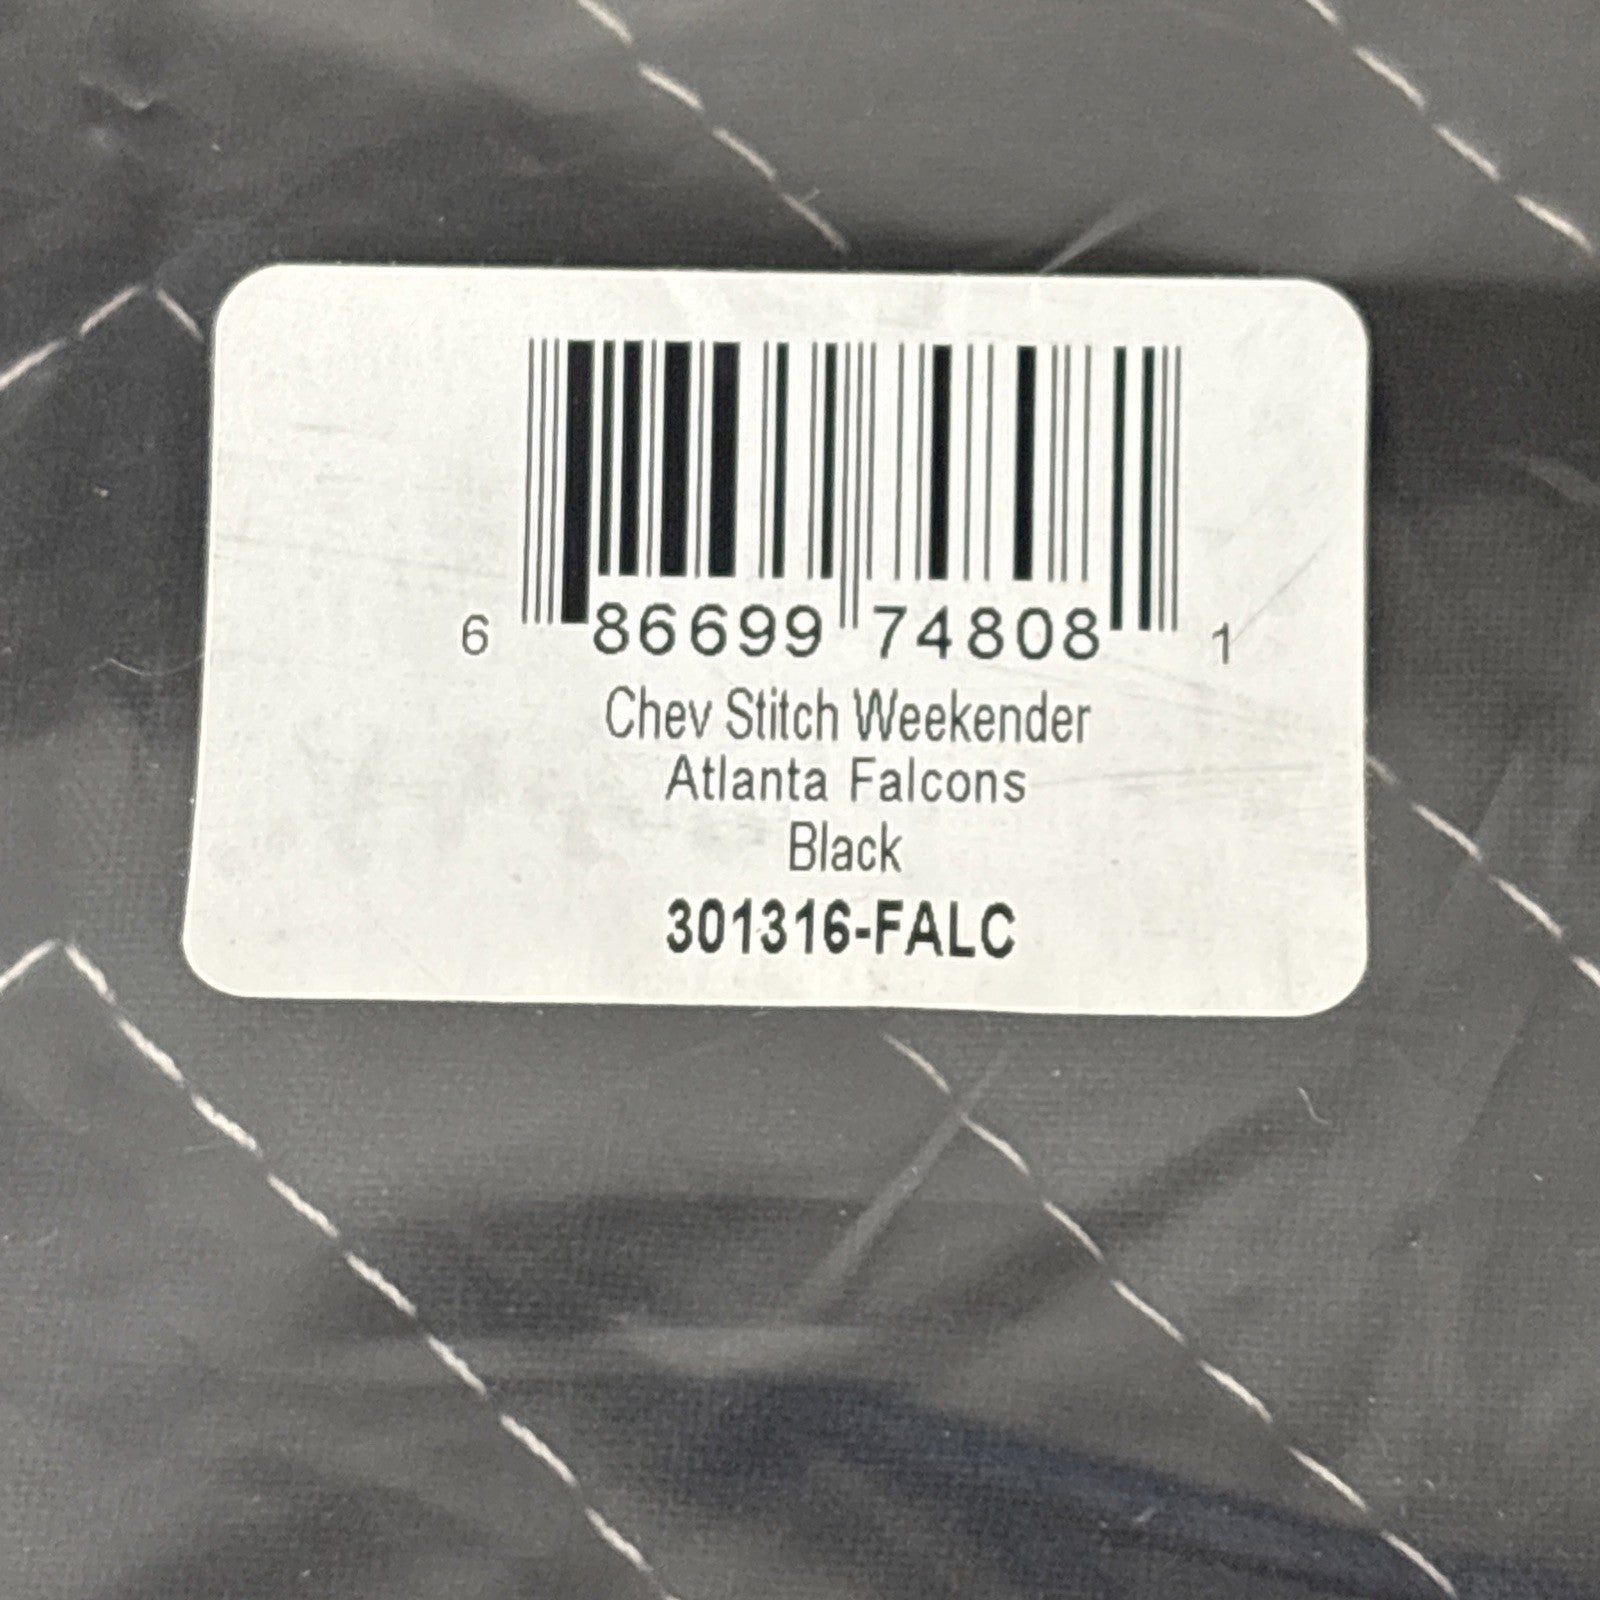 6 86699 74808 1
Chev Stitch Weekender
Atlanta Falcons
Black
301316-FALC